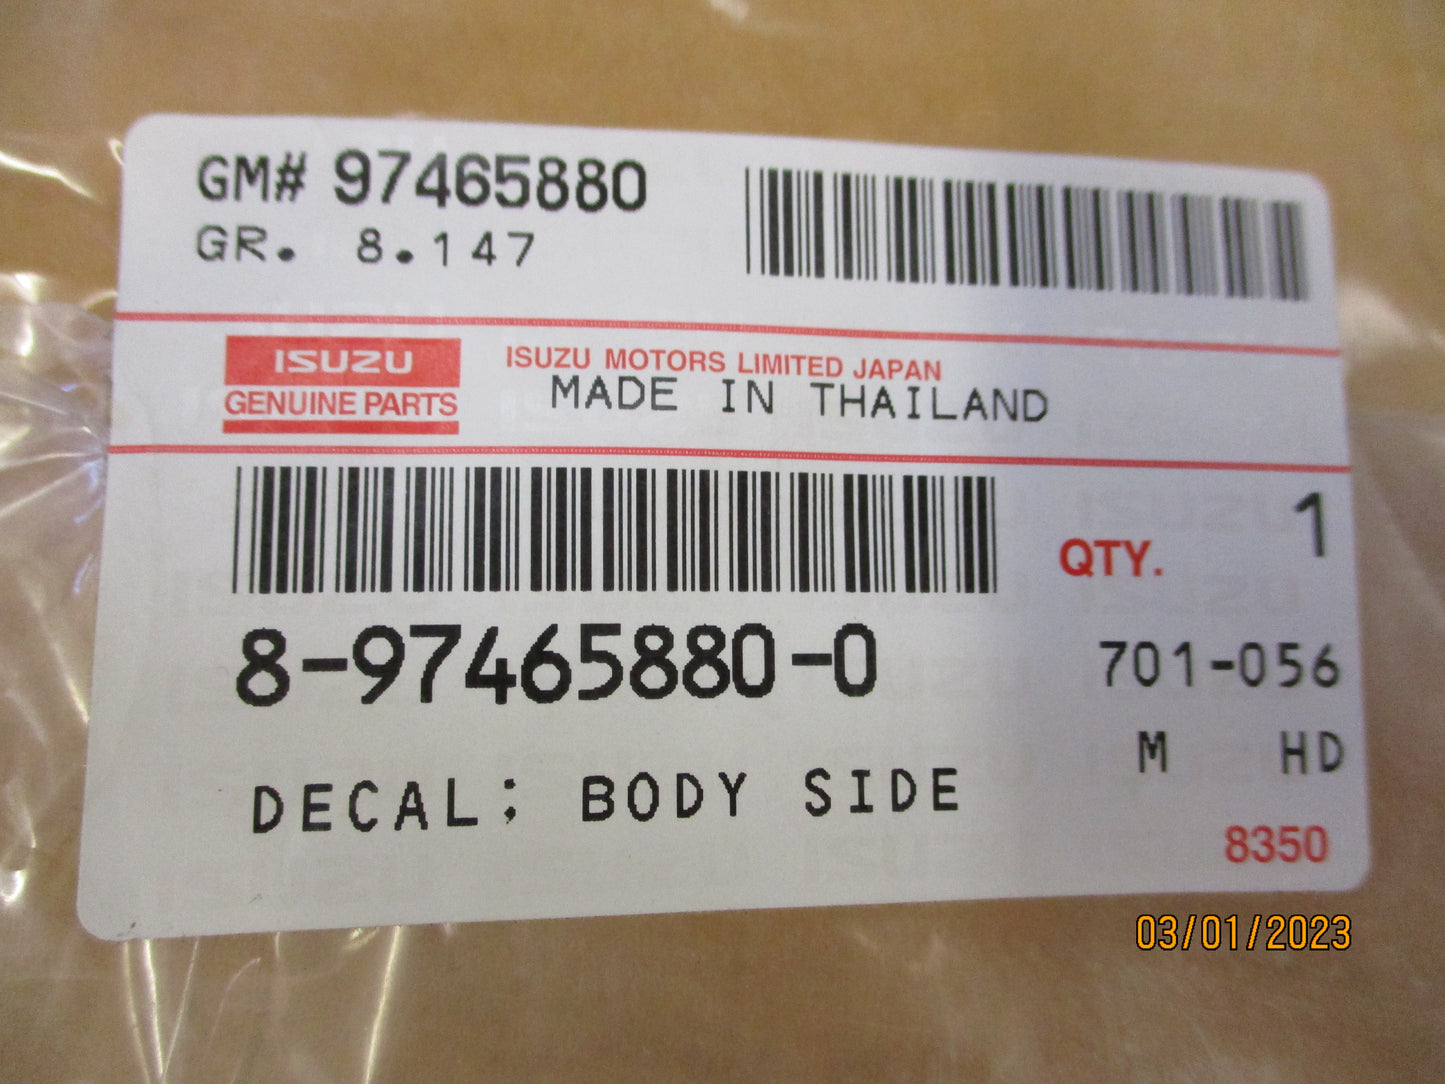 GM# 97465880
GR. 8.147
ISUZU
GENUINE PARTS
ISUZU MOTORS LIMITED JAPAN
MADE IN THAILAND
QTY. 1
8-97465880-0
701-056
M HD
DECAL; BODY SIDE
8350
03/01/2023